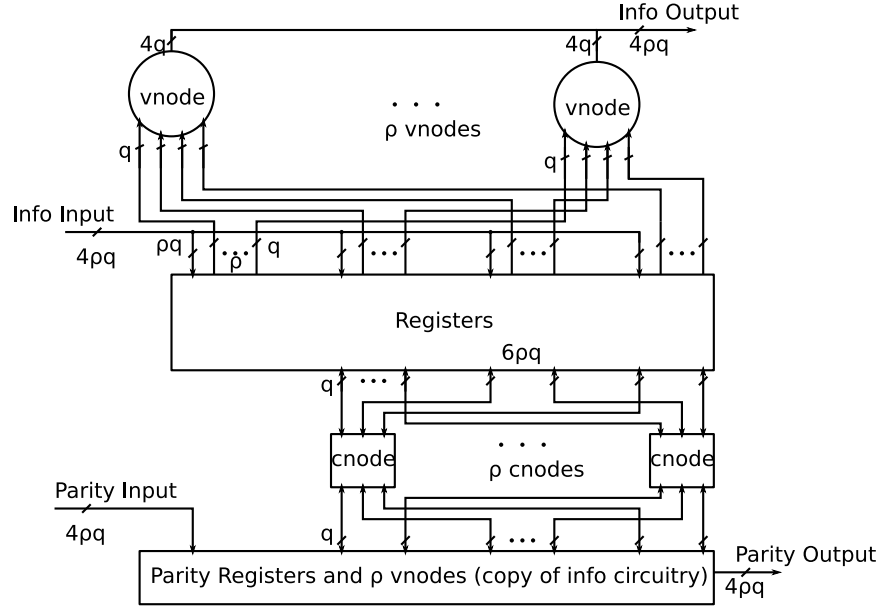 Info Output
4q
4q
4ρq
vnode
vnode
. . .
ρ vnodes
q
q
Info Input
4ρq
ρq
...
ρ
q
...
...
...
Registers
6ρq
q
...
cnode
. . .
ρ cnodes
cnode
Parity Input
4ρq
q
...
Parity Output
Parity Registers and ρ vnodes (copy of info circuitry)
4ρq